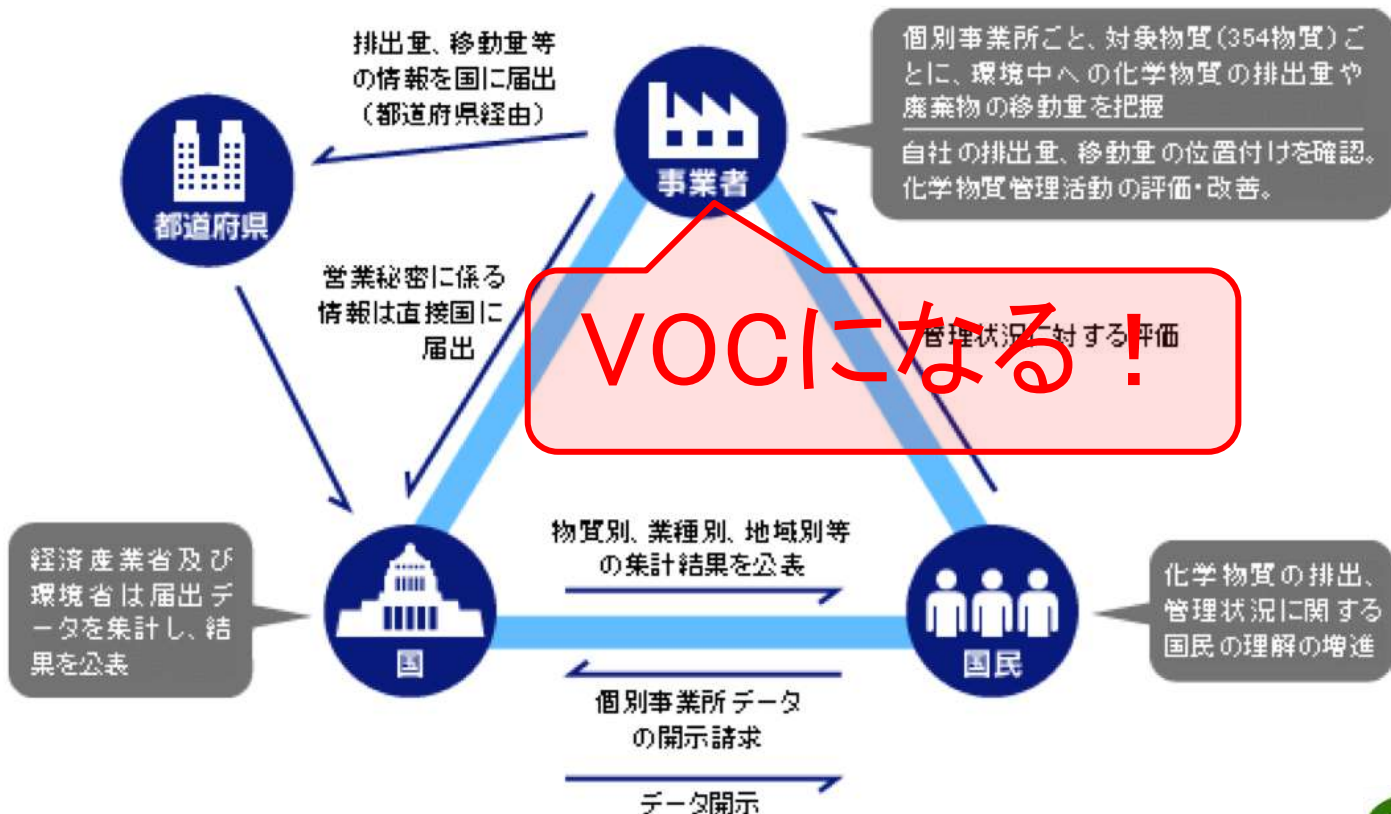 排出量、移動量等
の情報を国に届出
（都道府県経由）
事業者
個別事業所ごと、対象物質(354物質)ご
とに、環境中への化学物質の排出量や
廃棄物の移動量を把握
自社の排出量、移動量の位置付けを確認。
化学物質管理活動の評価・改善。
都道府県
営業秘密に係る
情報は直接国に
届出
VOCになる！
管理状況に対する評価
経済産業省及び
環境省は届出デ
ータを集計し、結
果を公表
国
物質別、業種別、地域別等
の集計結果を公表
国民
化学物質の排出、
管理状況に関する
国民の理解の増進
個別事業所データ
の開示請求
データ開示